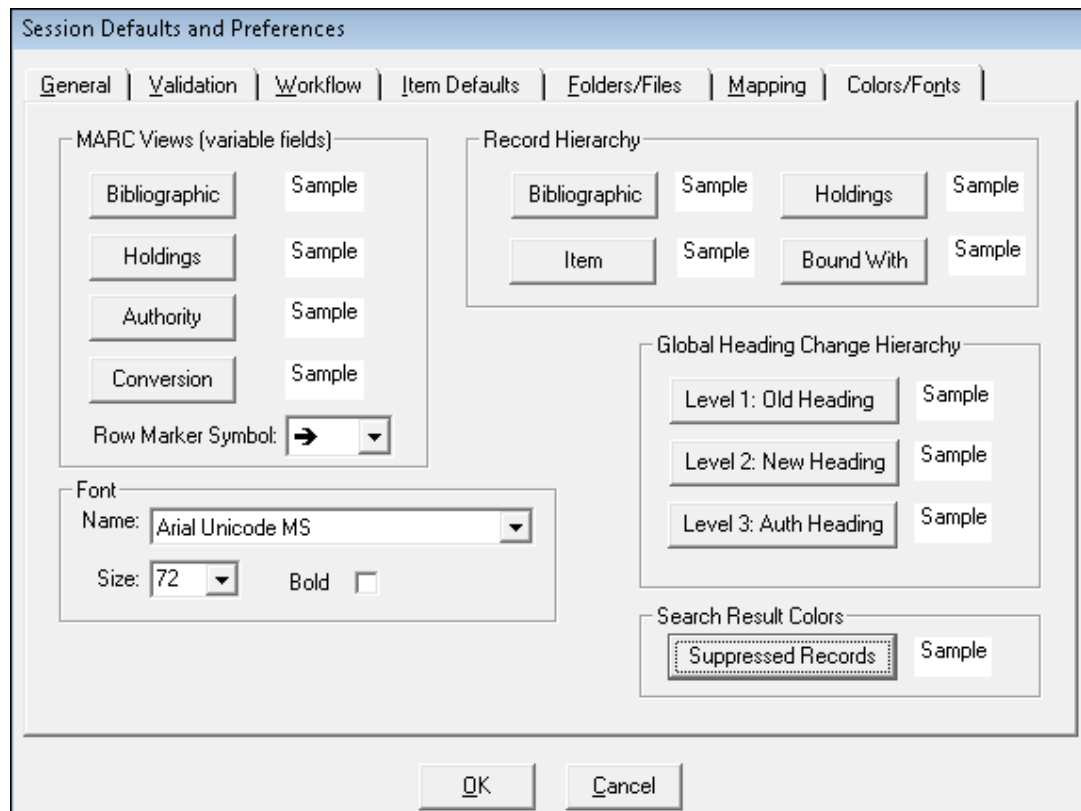 Session Defaults and Preferences
General Validation Workflow Item Defaults Folders/Files Mapping Colors/Fonts
MARC Views (variable fields)
Bibliographic Sample
Holdings Sample
Authority Sample
Conversion Sample
Row Marker Symbol: ➔
Record Hierarchy
Bibliographic Sample Holdings Sample
Item Sample Bound With Sample
Global Heading Change Hierarchy
Level 1: Old Heading Sample
Level 2: New Heading Sample
Level 3: Auth Heading Sample
Font
Name: Arial Unicode MS
Size: 72 Bold
Search Result Colors
Suppressed Records Sample
OK Cancel